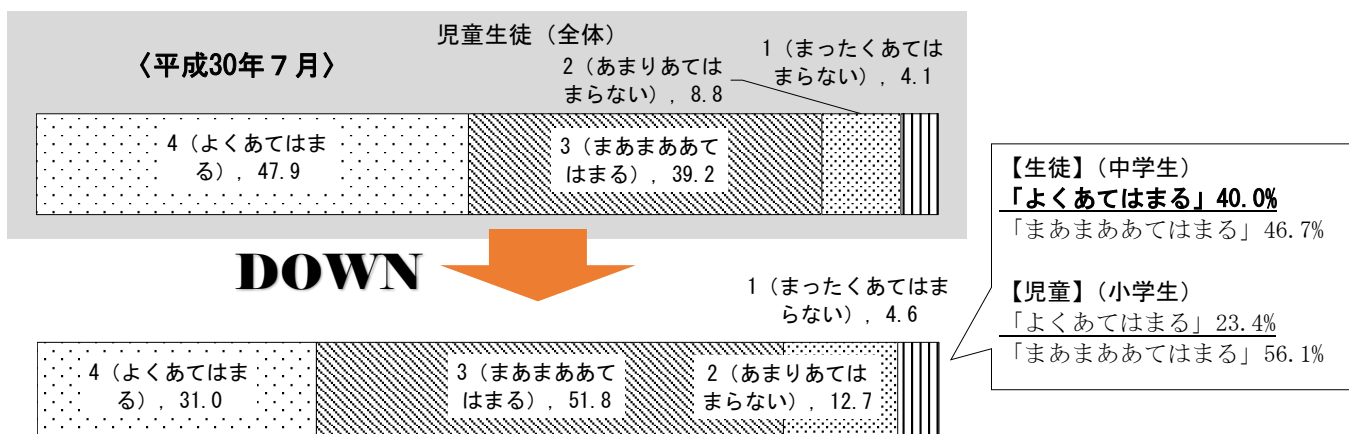 児童生徒（全体）
〈平成30年７月〉
1（まったくあては
まらない）, 4.1
2（あまりあては
まらない）, 8.8
4（よくあてはま
る）, 47.9
3（まあまああて
はまる）, 39.2
【生徒】（中学生）
「よくあてはまる」40.0%
「まあまああてはまる」46.7%
【児童】（小学生）
「よくあてはまる」23.4%
「まあまああてはまる」56.1%
DOWN
1（まったくあてはま
らない）, 4.6
4（よくあてはま
る）, 31.0
3（まあまああて
はまる）, 51.8
2（あまりあては
まらない）, 12.7